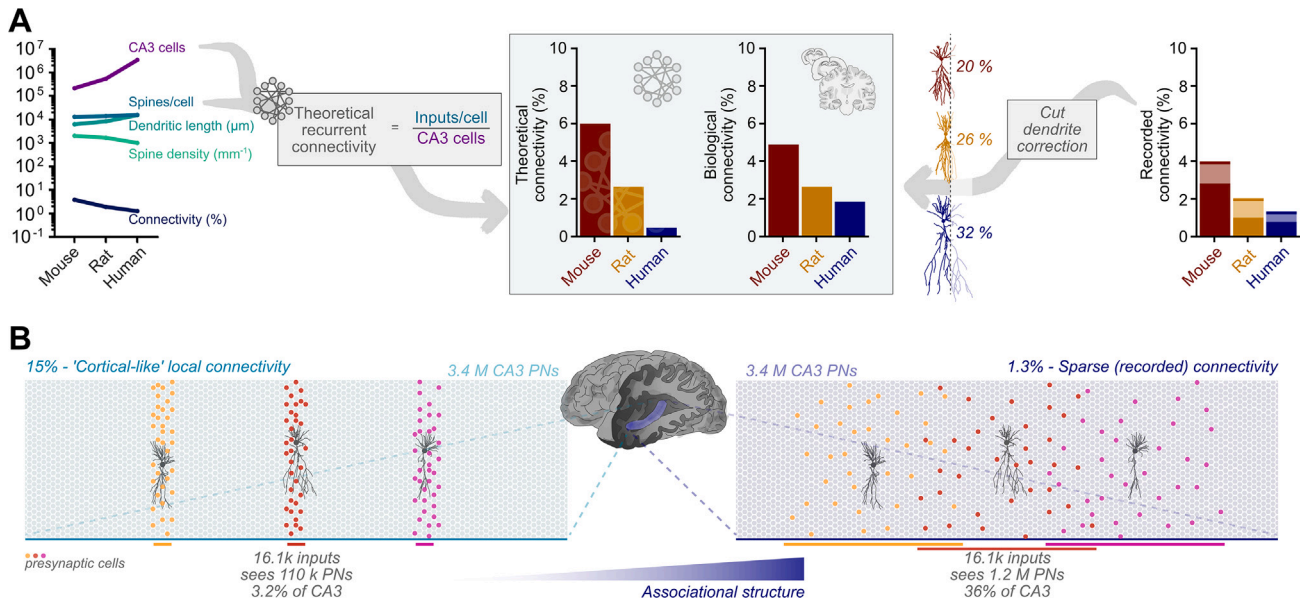 A
10^7
10^6
10^5
10^4
10^3
10^2
10^1
10^0
10^-1
CA3 cells
Spines/cell
Dendritic length (µm)
Spine density (mm^-1)
Connectivity (%)
Mouse
Rat
Human
Theoretical
recurrent
connectivity
=
Inputs/cell
CA3 cells
Theoretical
connectivity (%)
10
8
6
4
2
0
Mouse
Rat
Human
Biological
connectivity (%)
10
8
6
4
2
0
Mouse
Rat
Human
20 %
26 %
32 %
Cut
dendrite
correction
Recorded
connectivity (%)
10
8
6
4
2
0
Mouse
Rat
Human
B
15% - 'Cortical-like' local connectivity
3.4 M CA3 PNs
3.4 M CA3 PNs
1.3% - Sparse (recorded) connectivity
presynaptic cells
16.1k inputs
sees 110 k PNs
3.2% of CA3
Associational structure
16.1k inputs
sees 1.2 M PNs
36% of CA3